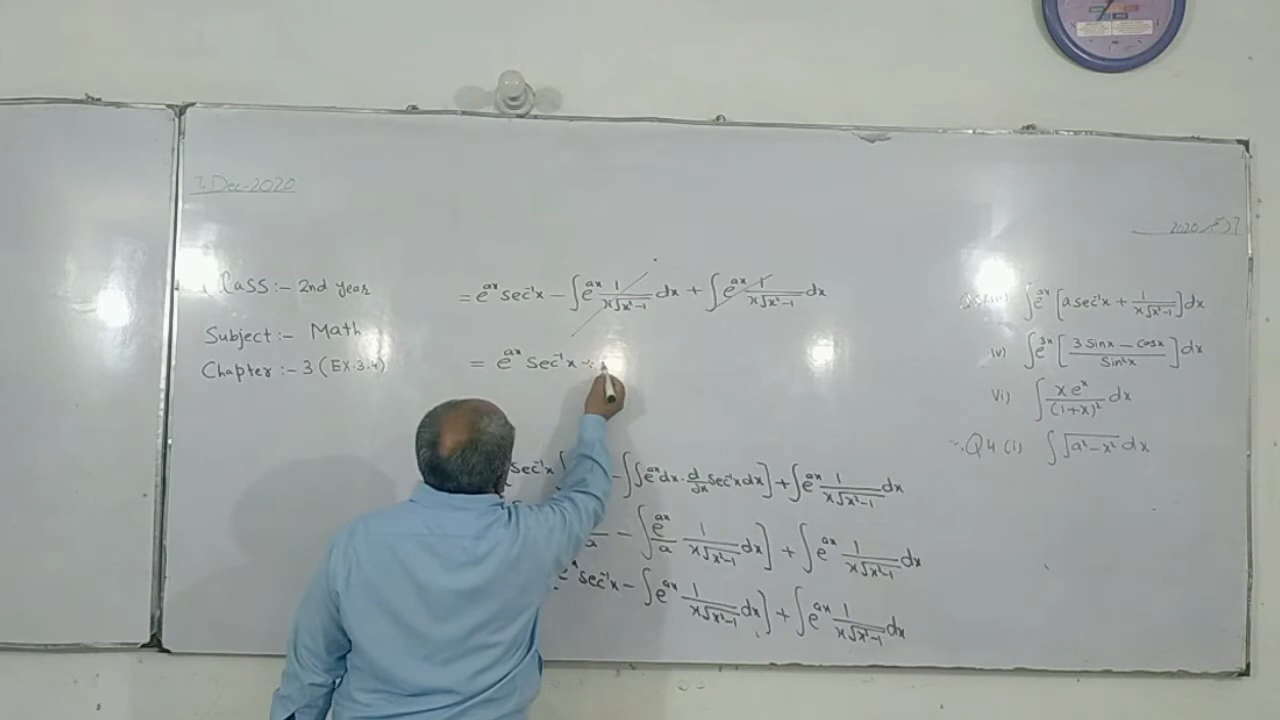 7 Dec-2020
2020 دسمبر 7
Class :- 2nd year
Subject :- Math
Chapter :- 3 (EX.3.4)
= e^{ax} sec⁻¹x − ∫e^{ax} 1/(x√(x²−1)) dx + ∫e^{ax} 1/(x√(x²−1)) dx
= e^{ax} sec⁻¹x +
sec⁻¹x ∫ − ∫∫e^{ax}dx · d/dx sec⁻¹x dx] + ∫e^{ax} 1/(x√(x²−1)) dx
− ∫ e^{ax}/a 1/(x√(x²−1)) dx] + ∫e^{ax} 1/(x√(x²−1)) dx
sec⁻¹x − ∫e^{ax} 1/(x√(x²−1)) dx] + ∫e^{ax} 1/(x√(x²−1)) dx
∫e^{ax} [a sec⁻¹x + 1/(x√(x²−1))] dx
iv) ∫e^{3x} [(3 Sinx − Cosx)/Sin²x] dx
vi) ∫ x e^x/(1+x)² dx
Q4 (i) ∫√(a²−x²) dx